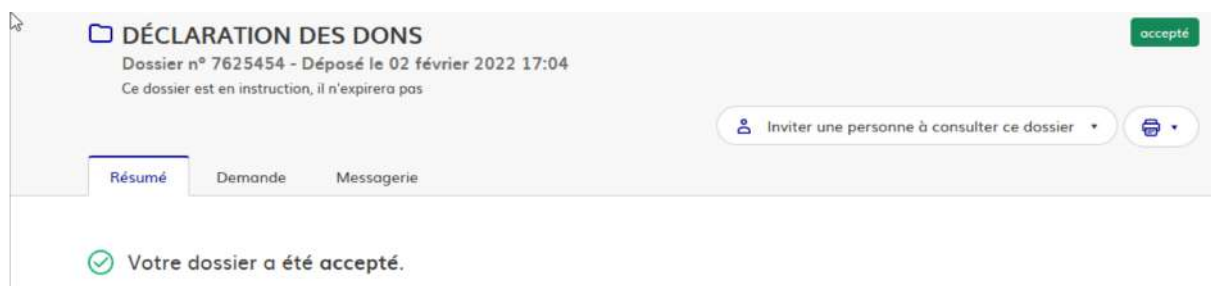 DÉCLARATION DES DONS
accepté
Dossier nº 7625454 - Déposé le 02 février 2022 17:04
Ce dossier est en instruction, il n'expirera pas
Inviter une personne à consulter ce dossier
Résumé Demande Messagerie
Votre dossier a été accepté.